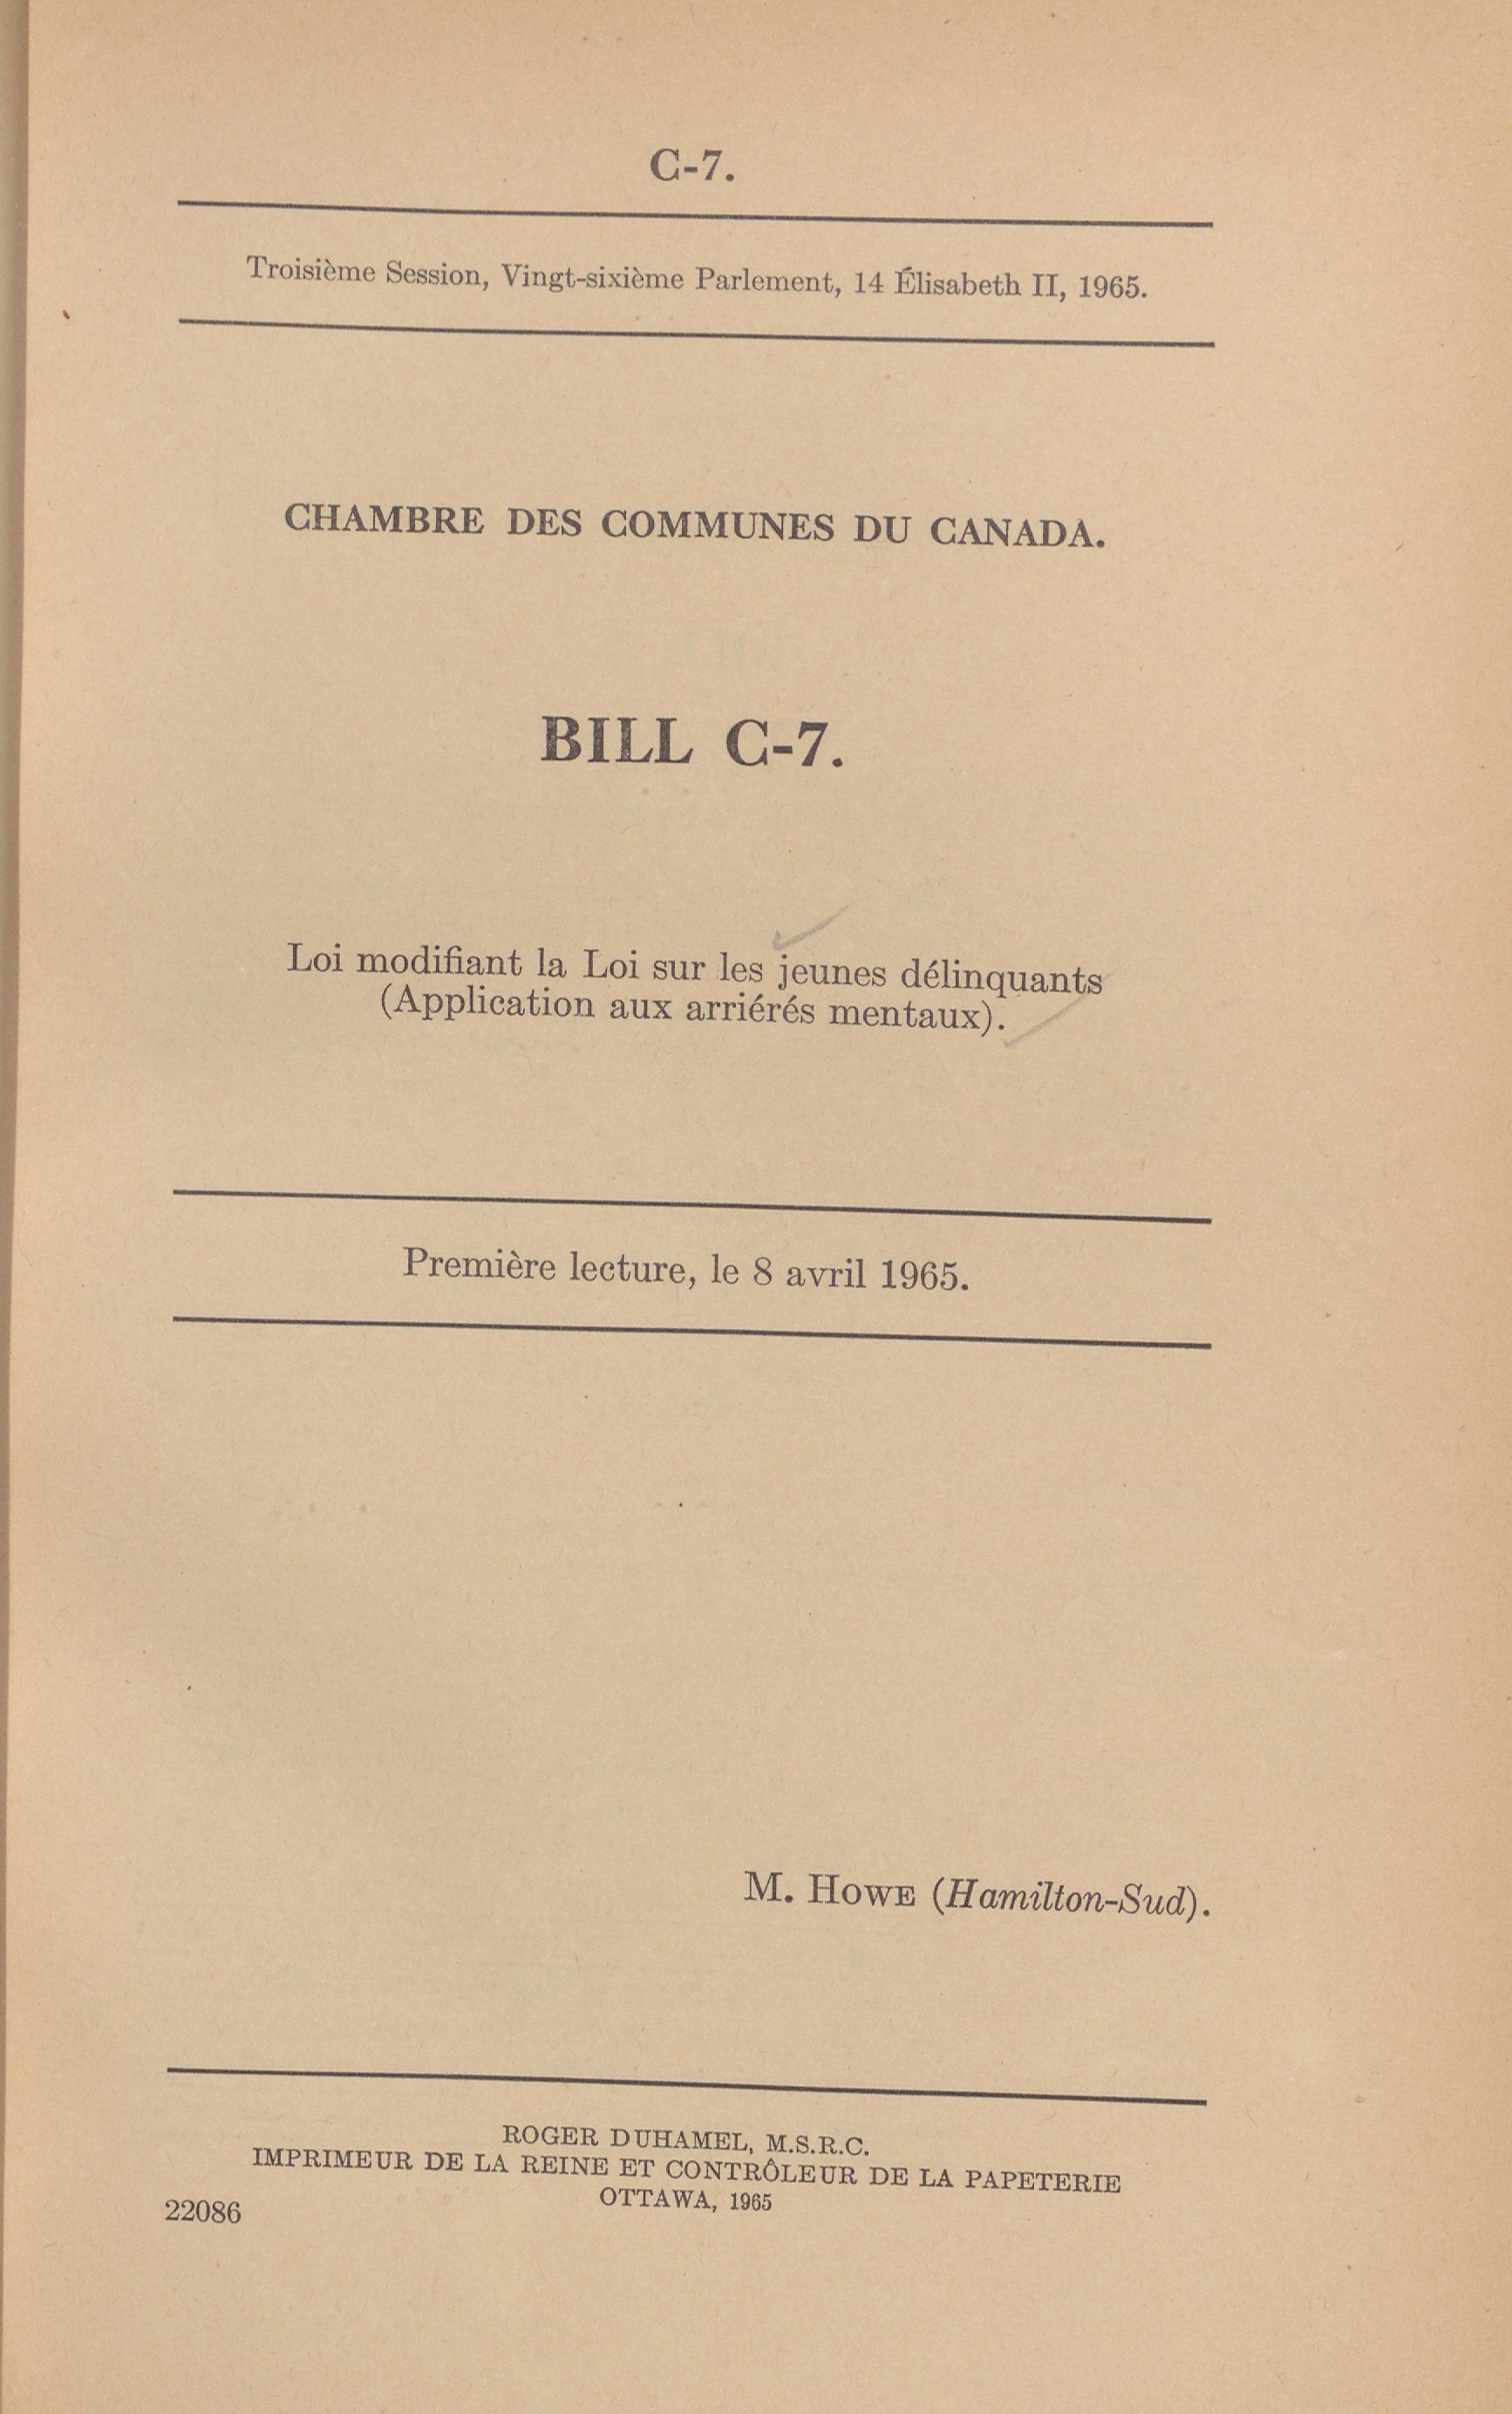 C-7.
Troisième Session, Vingt-sixième Parlement, 14 Élisabeth II, 1965.
CHAMBRE DES COMMUNES DU CANADA.
BILL C-7.
Loi modifiant la Loi sur les jeunes délinquants
(Application aux arriérés mentaux).
Première lecture, le 8 avril 1965.
M. HOWE (Hamilton-Sud).
ROGER DUHAMEL, M.S.R.C.
IMPRIMEUR DE LA REINE ET CONTRÔLEUR DE LA PAPETERIE
OTTAWA, 1965
22086